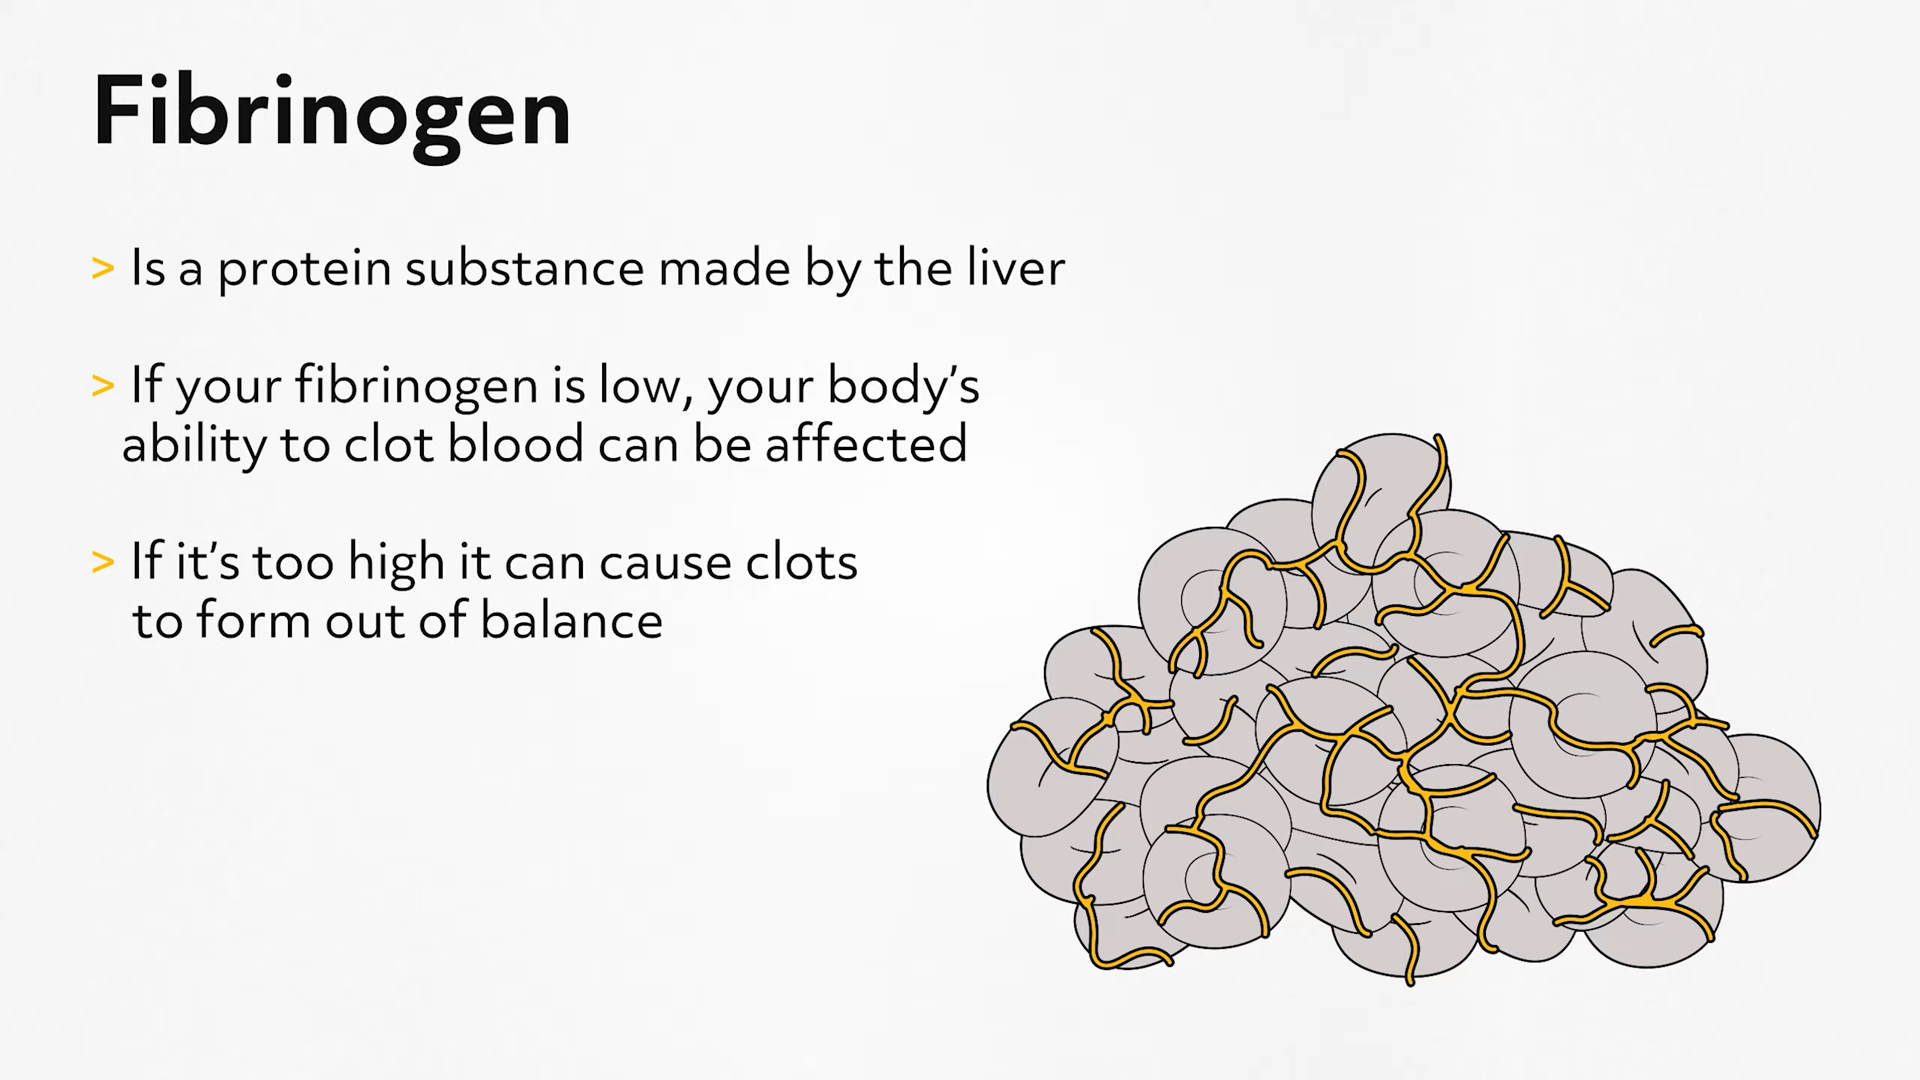 Fibrinogen
> Is a protein substance made by the liver
> If your fibrinogen is low, your body’s
ability to clot blood can be affected
> If it’s too high it can cause clots
to form out of balance